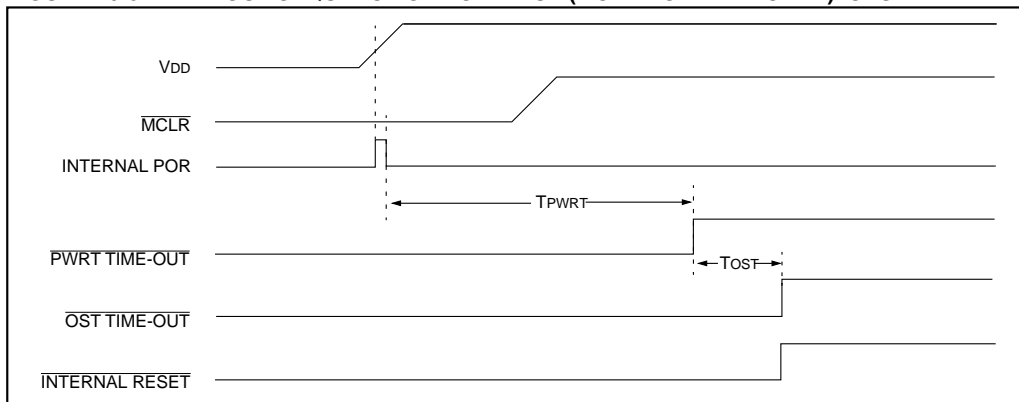 VDD
MCLR
INTERNAL POR
TPWRT
PWRT TIME-OUT
TOST
OST TIME-OUT
INTERNAL RESET